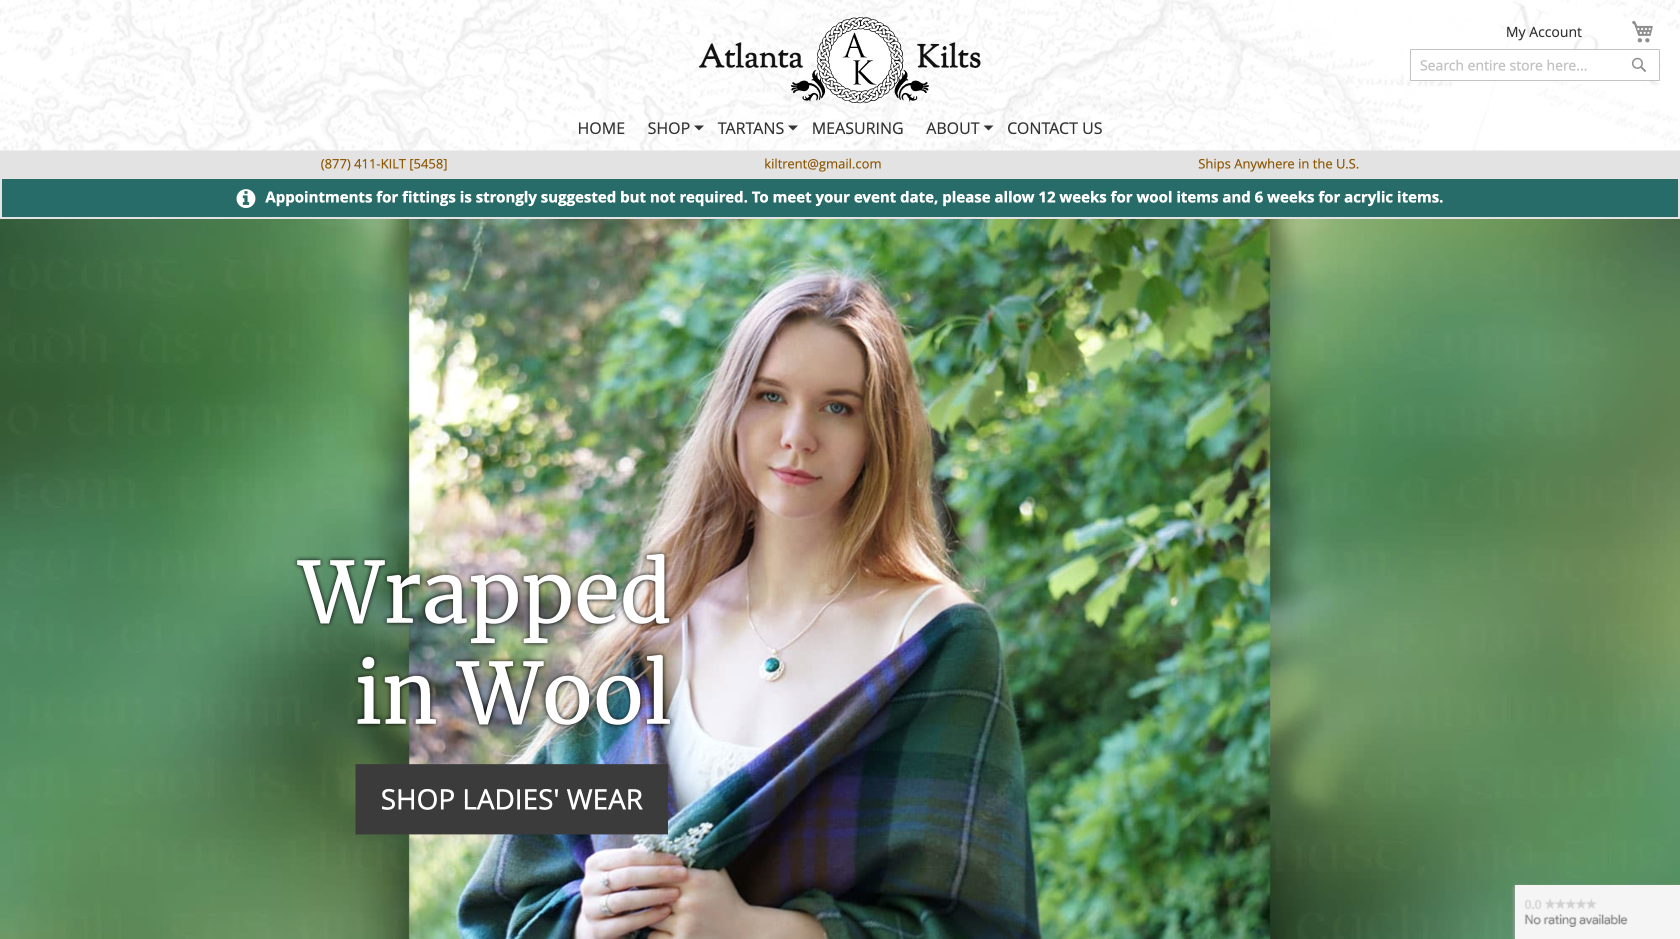 My Account
Atlanta AK Kilts
Search entire store here...
HOME SHOP TARTANS MEASURING ABOUT CONTACT US
(877) 411-KILT [5458] kiltrent@gmail.com Ships Anywhere in the U.S.
Appointments for fittings is strongly suggested but not required. To meet your event date, please allow 12 weeks for wool items and 6 weeks for acrylic items.
Wrapped
in Wool
SHOP LADIES' WEAR
0.0 ★★★★★
No rating available